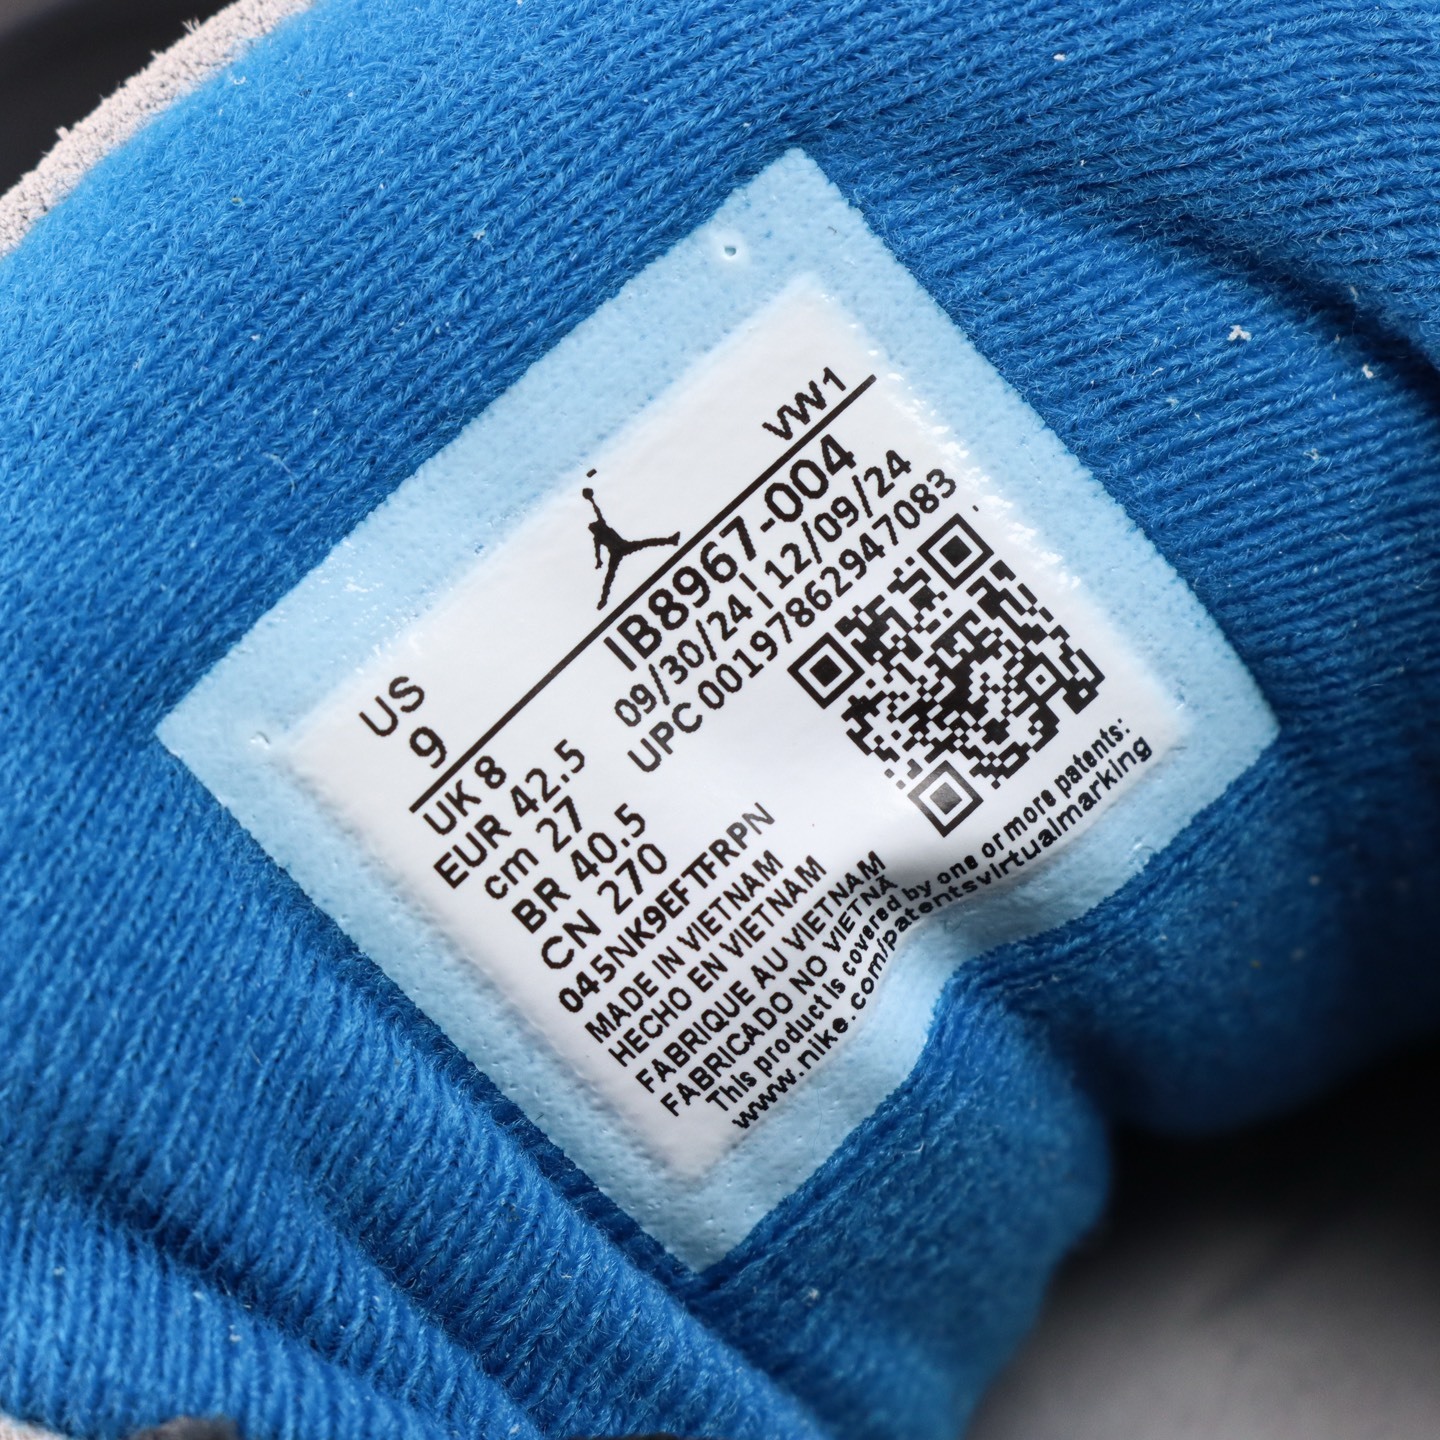 VW1
US
9
IB8967-004
09/30/24 | 12/09/24
UPC 00197862947083
UK 8
EUR 42.5
cm 27
BR 40.5
CN 270
045NK9EFTFRPN
MADE IN VIETNAM
HECHO EN VIETNAM
FABRIQUE AU VIETNAM
FABRICADO NO VIETNÃ
This product is covered by one or more patents:
www.nike.com/patentsvirtualmarking